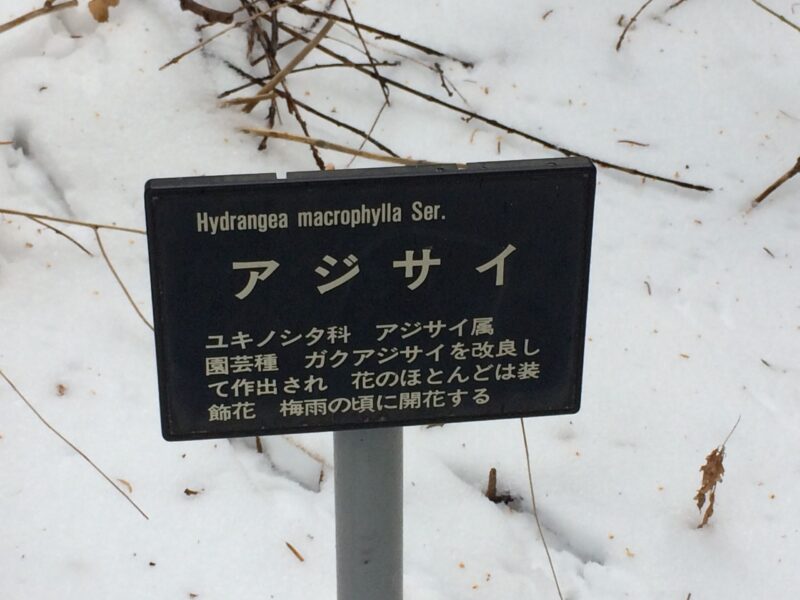 Hydrangea macrophylla Ser.
アジサイ
ユキノシタ科　アジサイ属
園芸種　ガクアジサイを改良し
て作出され　花のほとんどは装
飾花　梅雨の頃に開花する